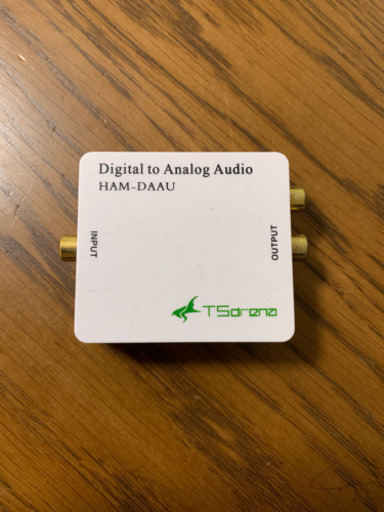 Digital to Analog Audio
HAM-DAAU
INPUT
OUTPUT
TSdrena